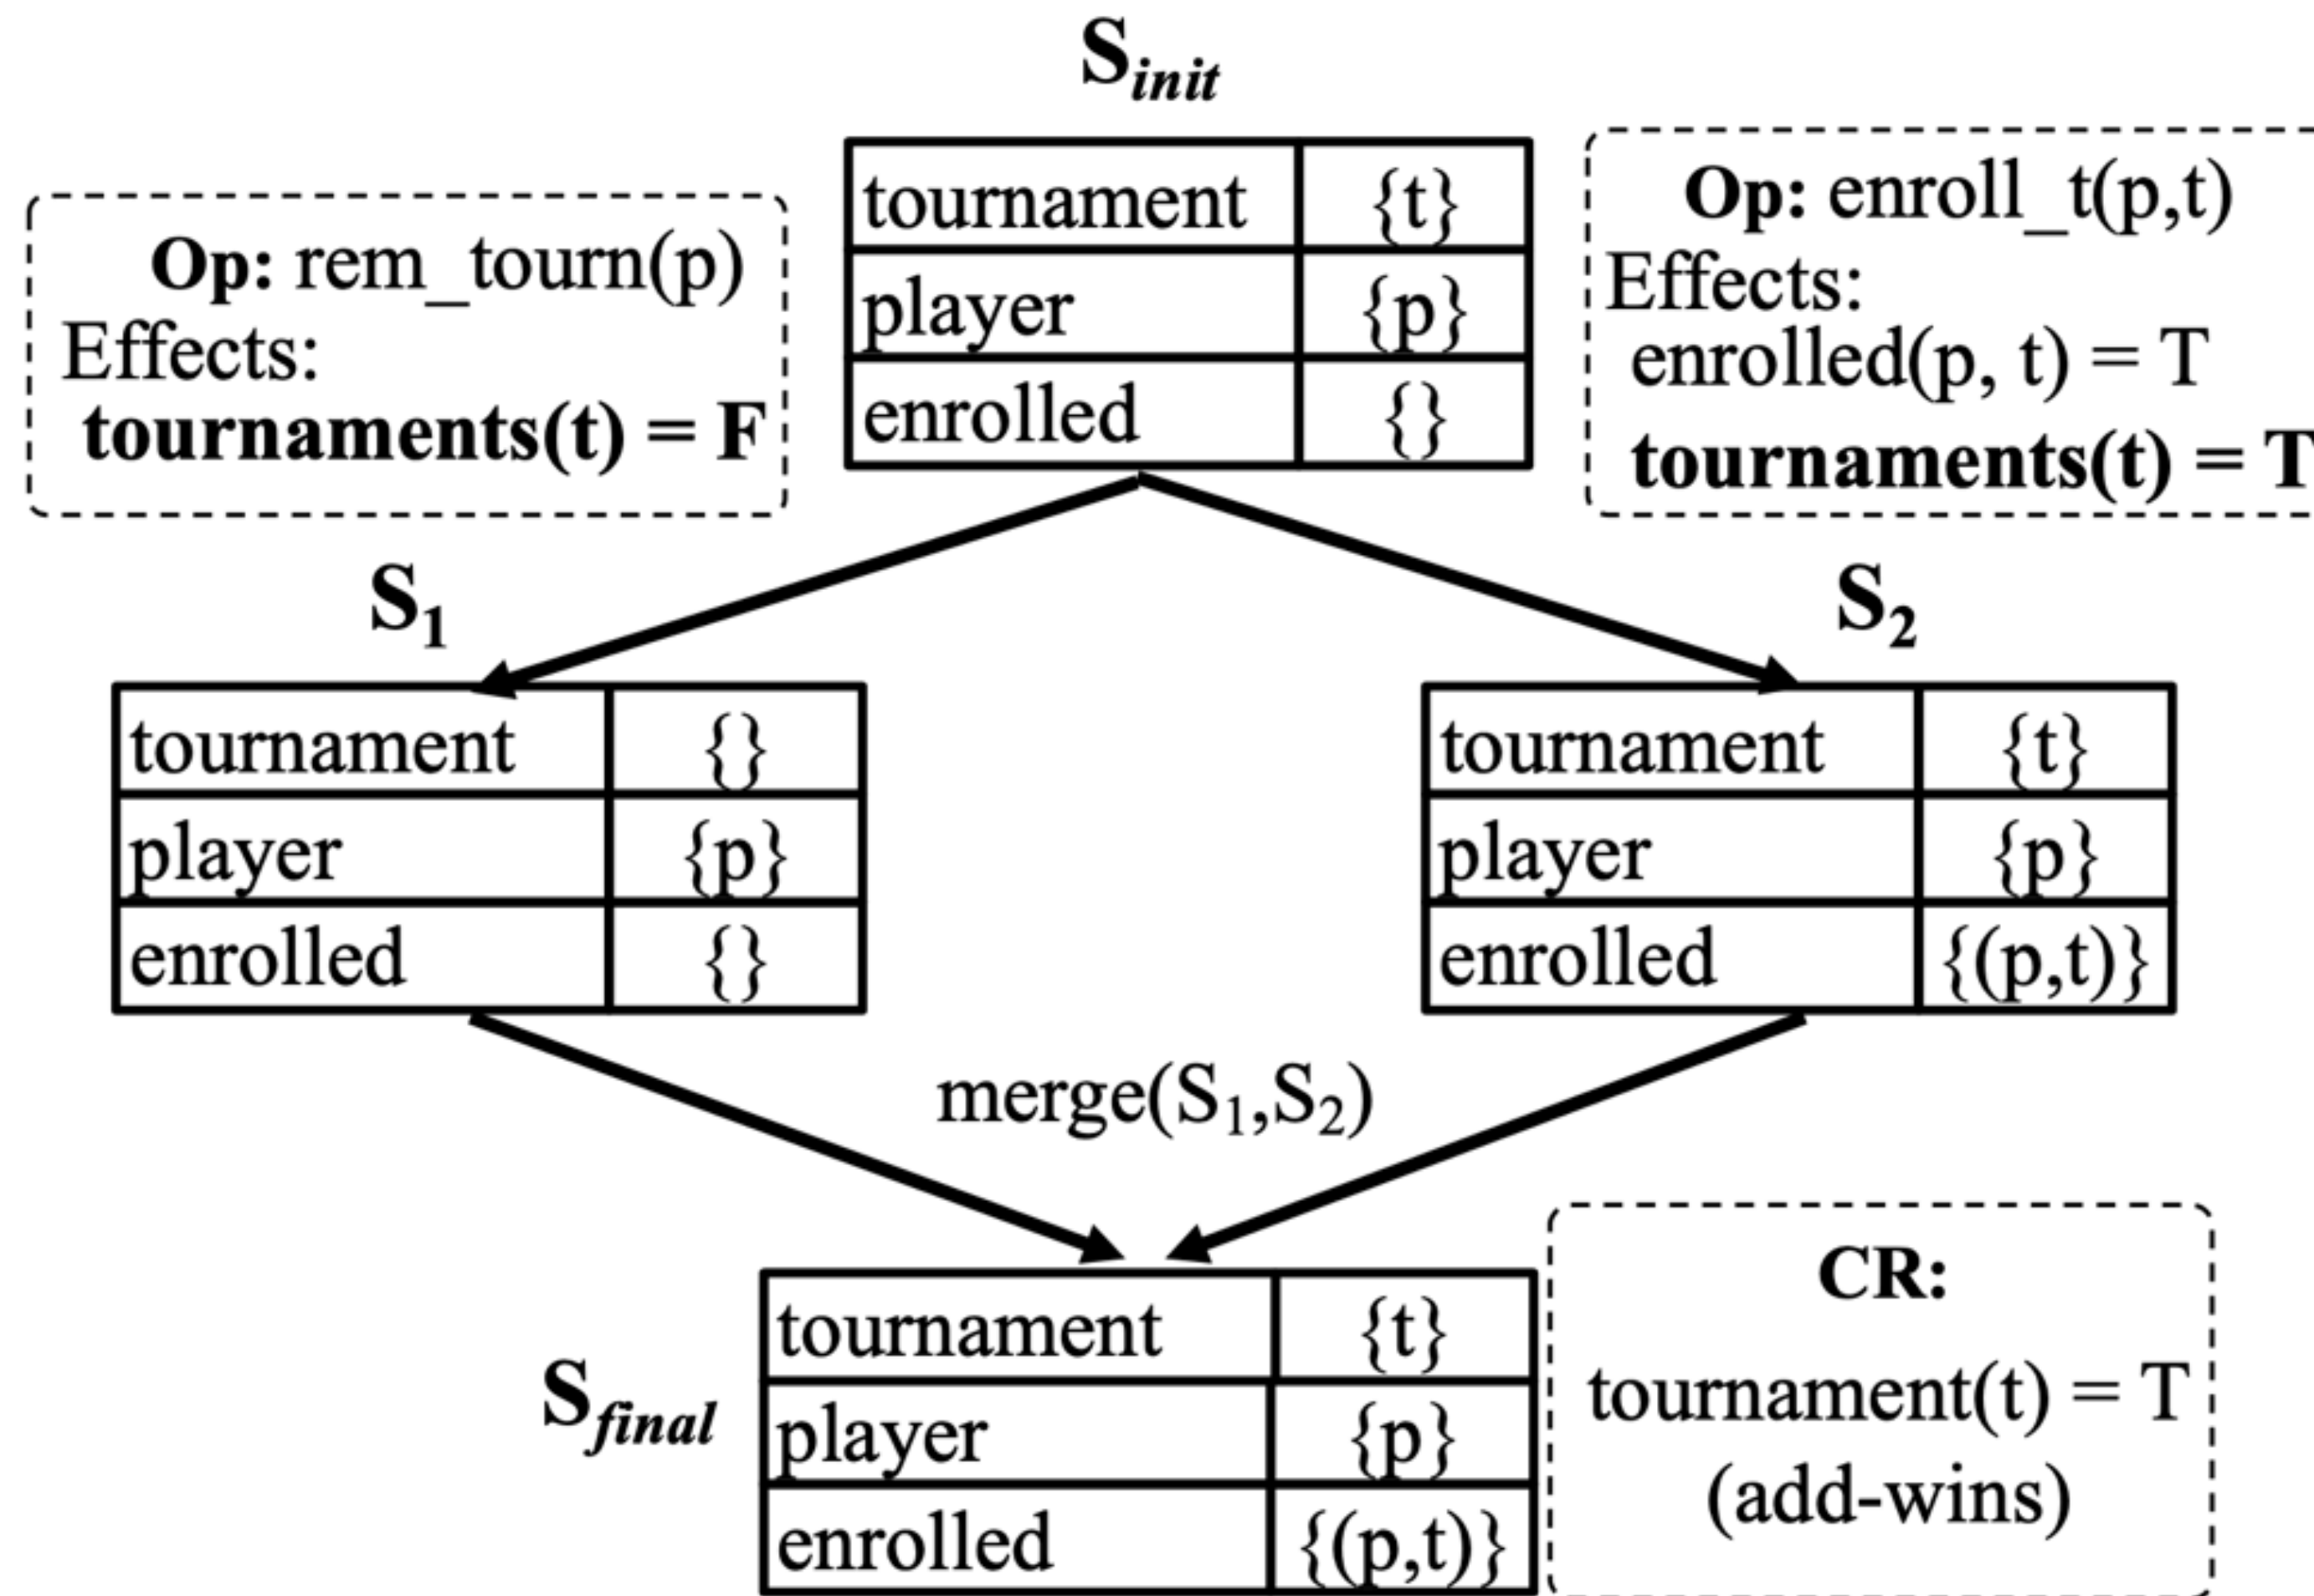 S_init
tournament {t}
player {p}
enrolled {}
Op: rem_tourn(p)
Effects:
tournaments(t) = F
Op: enroll_t(p,t)
Effects:
enrolled(p, t) = T
tournaments(t) = T
S₁
tournament {}
player {p}
enrolled {}
S₂
tournament {t}
player {p}
enrolled {(p,t)}
merge(S₁,S₂)
S_final
tournament {t}
player {p}
enrolled {(p,t)}
CR:
tournament(t) = T
(add-wins)